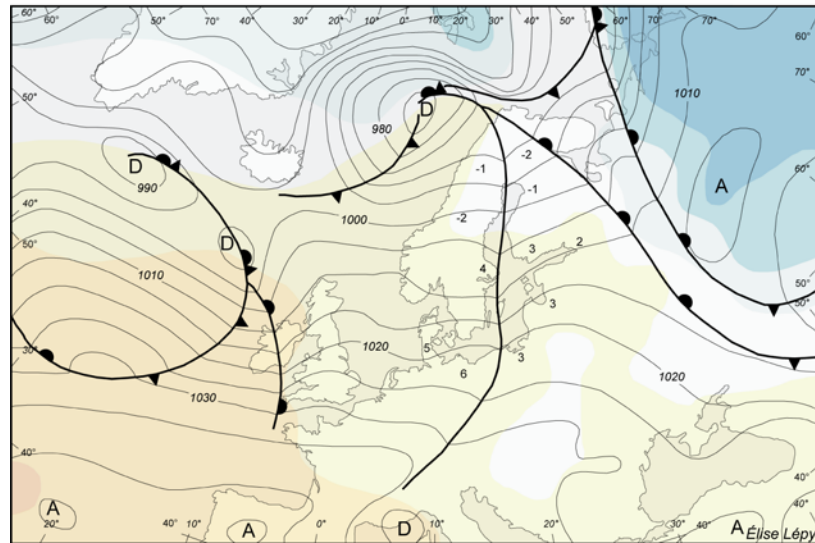 60° 50° 40° 30° 20° 10° 0° 10° 20° 30° 40° 50° 60° 70° 70° 60°
60°
50° 1010 70°
980 D
D -2
990 -1 A 60°
40° -1
1000 -2
50° D 3 2 50°
4
1010 3
30° 1020 5 3
6 1020
1030
40° 40°
A A D A 40°
20° 10° 40° 0° 10° 20° 30° 40°
Élise Lépy